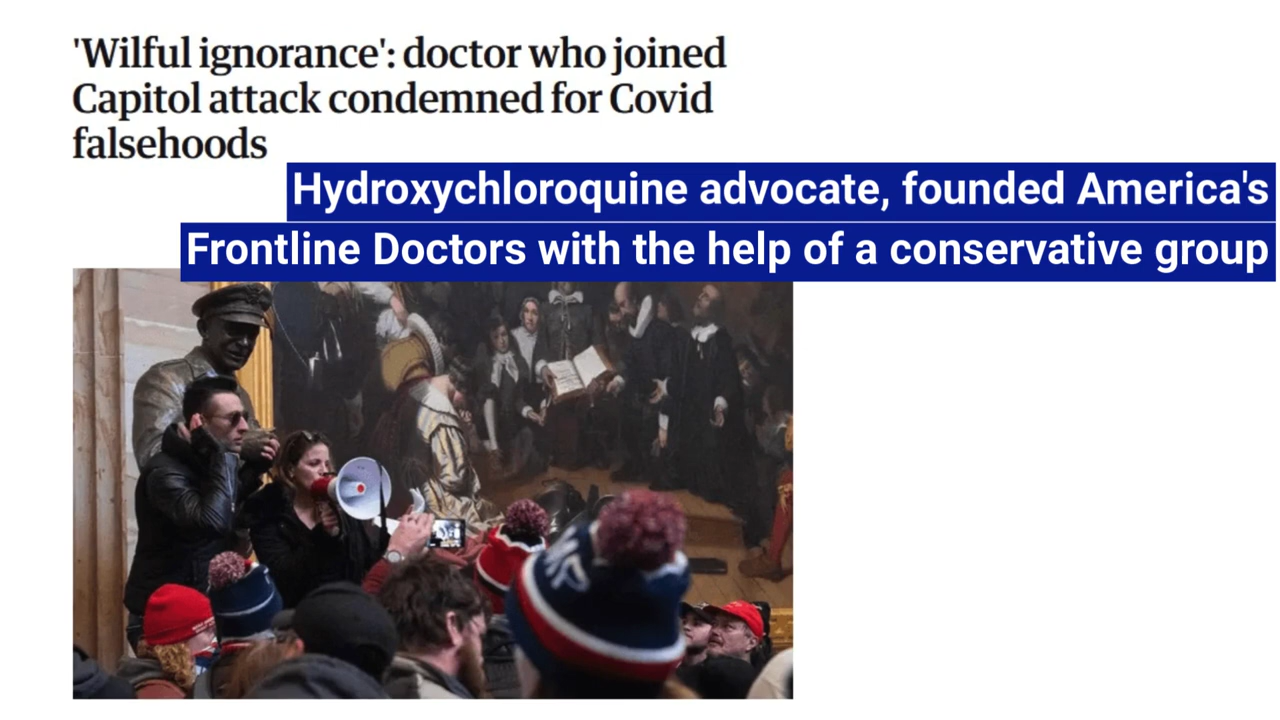 'Wilful ignorance': doctor who joined
Capitol attack condemned for Covid
falsehoods
Hydroxychloroquine advocate, founded America's
Frontline Doctors with the help of a conservative group